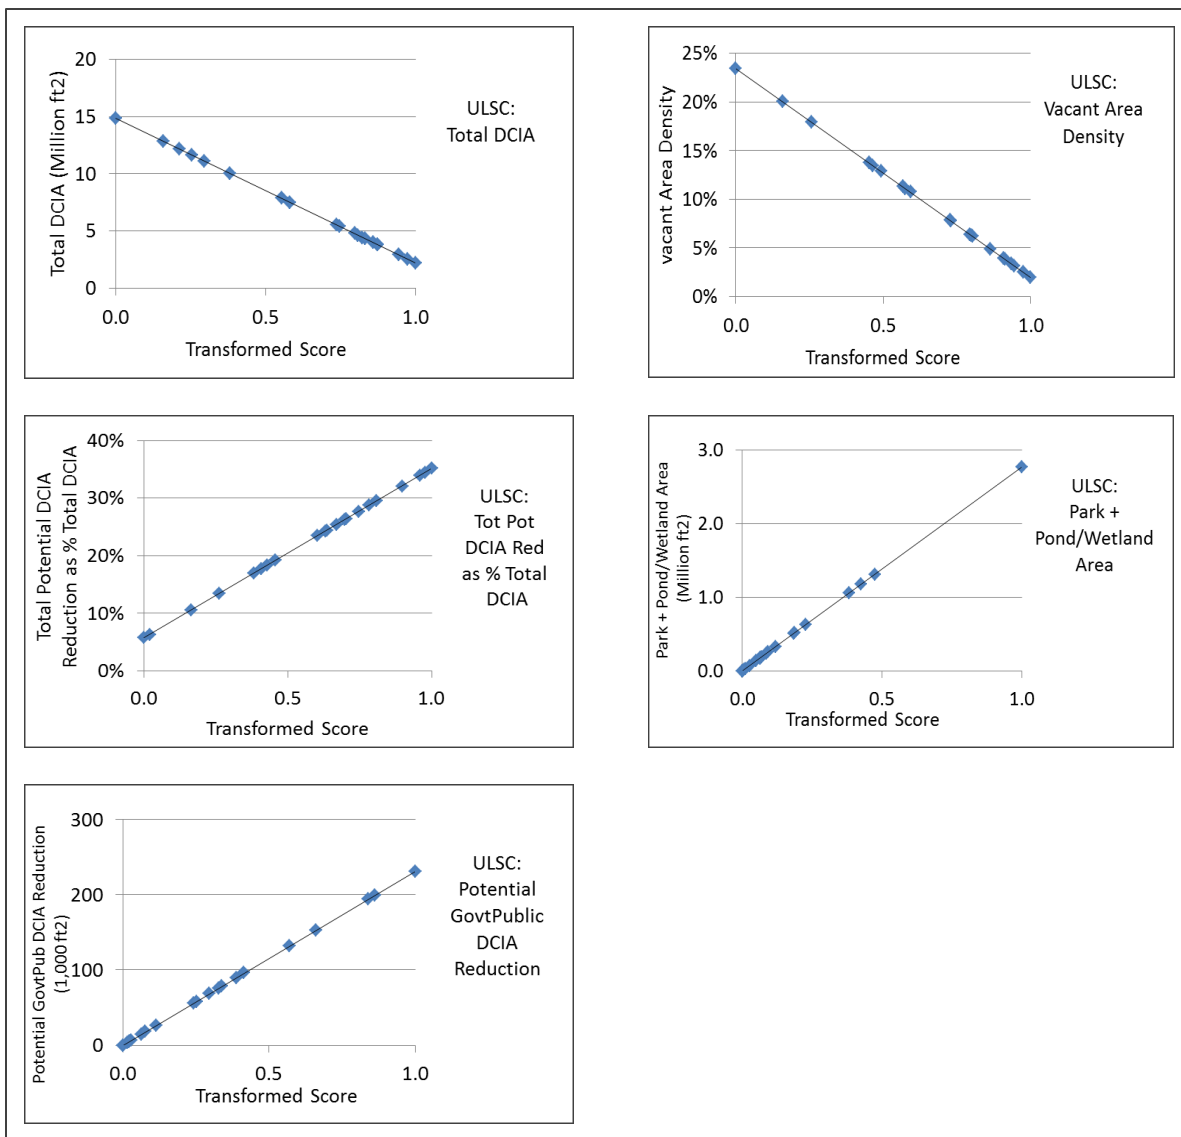 Total DCIA (Million ft2)
20
15
10
5
0
0.0 0.5 1.0
Transformed Score
ULSC:
Total DCIA
vacant Area Density
25%
20%
15%
10%
5%
0%
0.0 0.5 1.0
Transformed Score
ULSC:
Vacant Area
Density
Total Potential DCIA
Reduction as % Total DCIA
40%
30%
20%
10%
0%
0.0 0.5 1.0
Transformed Score
ULSC:
Tot Pot
DCIA Red
as % Total
DCIA
Park + Pond/Wetland Area
(Million ft2)
3.0
2.0
1.0
0.0
0.0 0.5 1.0
Transformed Score
ULSC:
Park +
Pond/Wetland
Area
Potential GovtPub DCIA Reduction
(1,000 ft2)
300
200
100
0
0.0 0.5 1.0
Transformed Score
ULSC:
Potential
GovtPublic
DCIA
Reduction